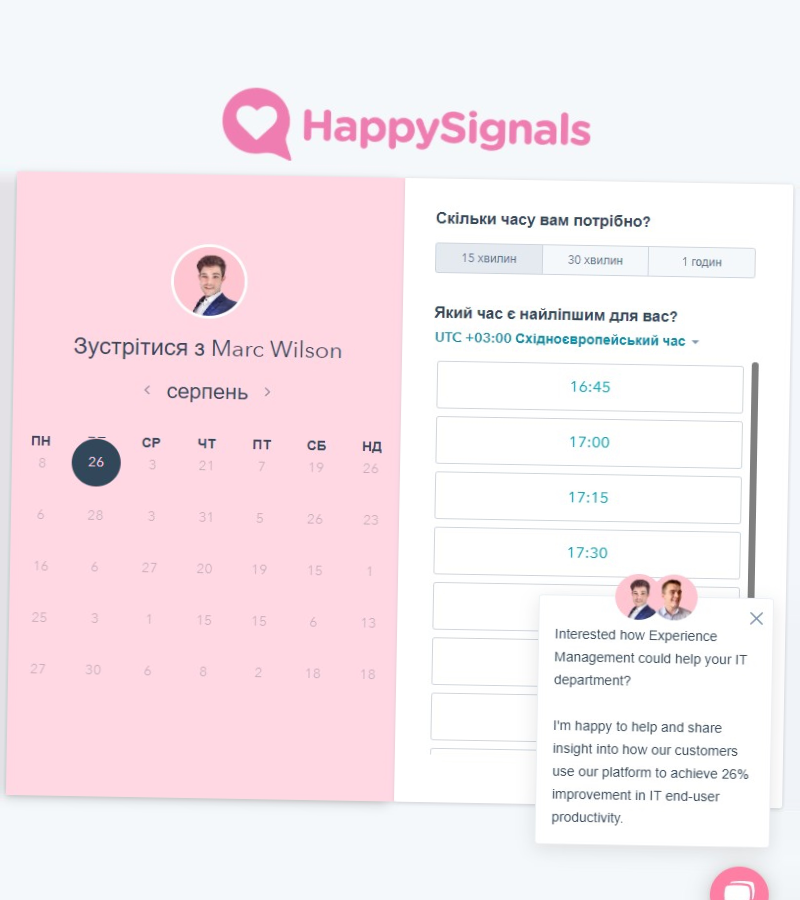 HappySignals
Зустрітися з Marc Wilson
серпень
ПН СР ЧТ ПТ СБ НД
8 26 3 21 7 19 26
6 28 3 31 5 26 23
16 6 27 20 19 15 1
25 3 1 15 15 6 13
27 30 6 8 2 18 18
Скільки часу вам потрібно?
15 хвилин 30 хвилин 1 годин
Який час є найліпшим для вас?
UTC +03:00 Східноєвропейський час
16:45
17:00
17:15
17:30
Interested how Experience
Management could help your IT
department?
I'm happy to help and share
insight into how our customers
use our platform to achieve 26%
improvement in IT end-user
productivity.